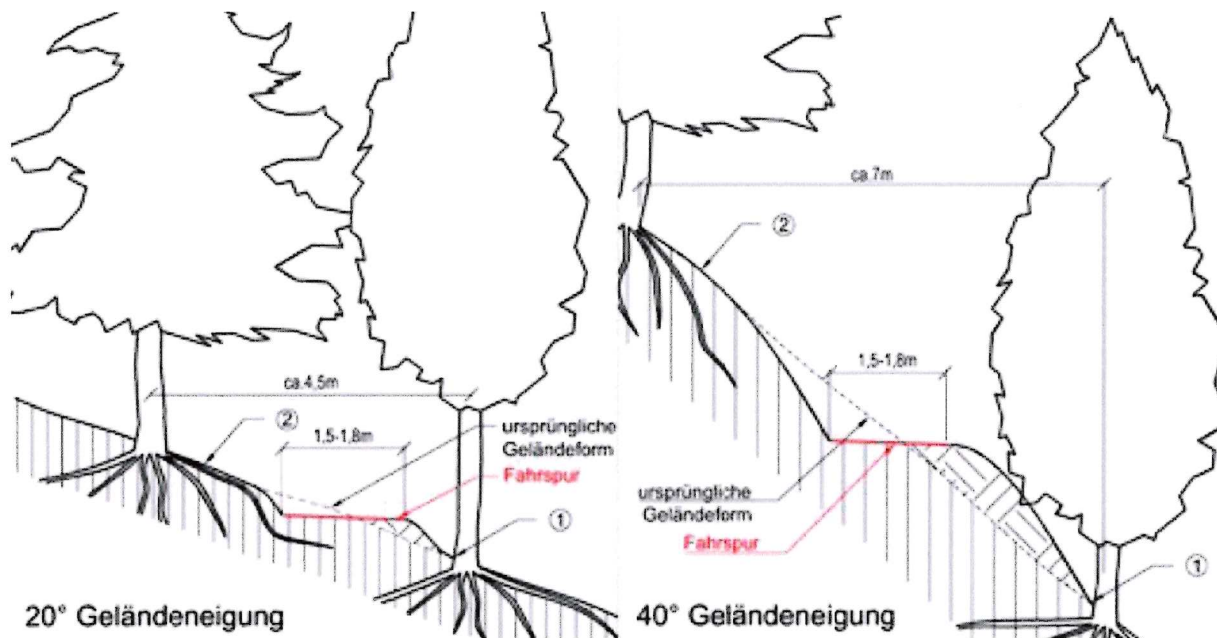 ca.4,5m
②
1,5-1,8m
ursprüngliche
Geländeform
Fahrspur
①
20° Geländeneigung
ca.7m
②
1,5-1,8m
ursprüngliche
Geländeform
Fahrspur
①
40° Geländeneigung